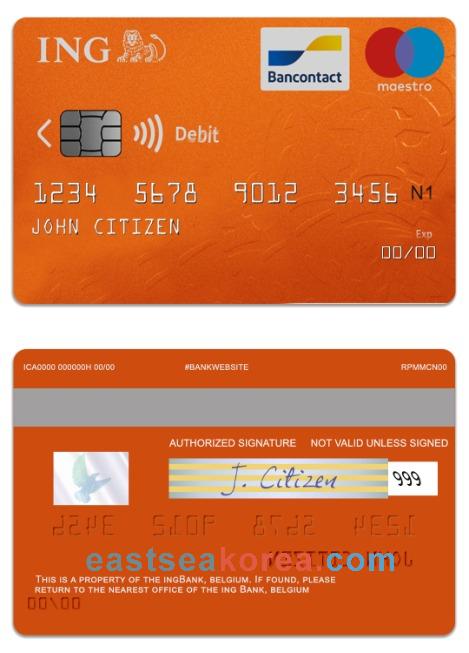 ING
Bancontact
maestro
Debit
1234 5678 9012 3456 N1
JOHN CITIZEN
Exp
00/00
ICA0000 000000H 00/00 #BANKWEBSITE RPMMCN00
AUTHORIZED SIGNATURE NOT VALID UNLESS SIGNED
J. Citizen 999
eastseakorea.com
THIS IS A PROPERTY OF THE INGBANK, BELGIUM. IF FOUND, PLEASE
RETURN TO THE NEAREST OFFICE OF THE ING BANK, BELGIUM
00/00